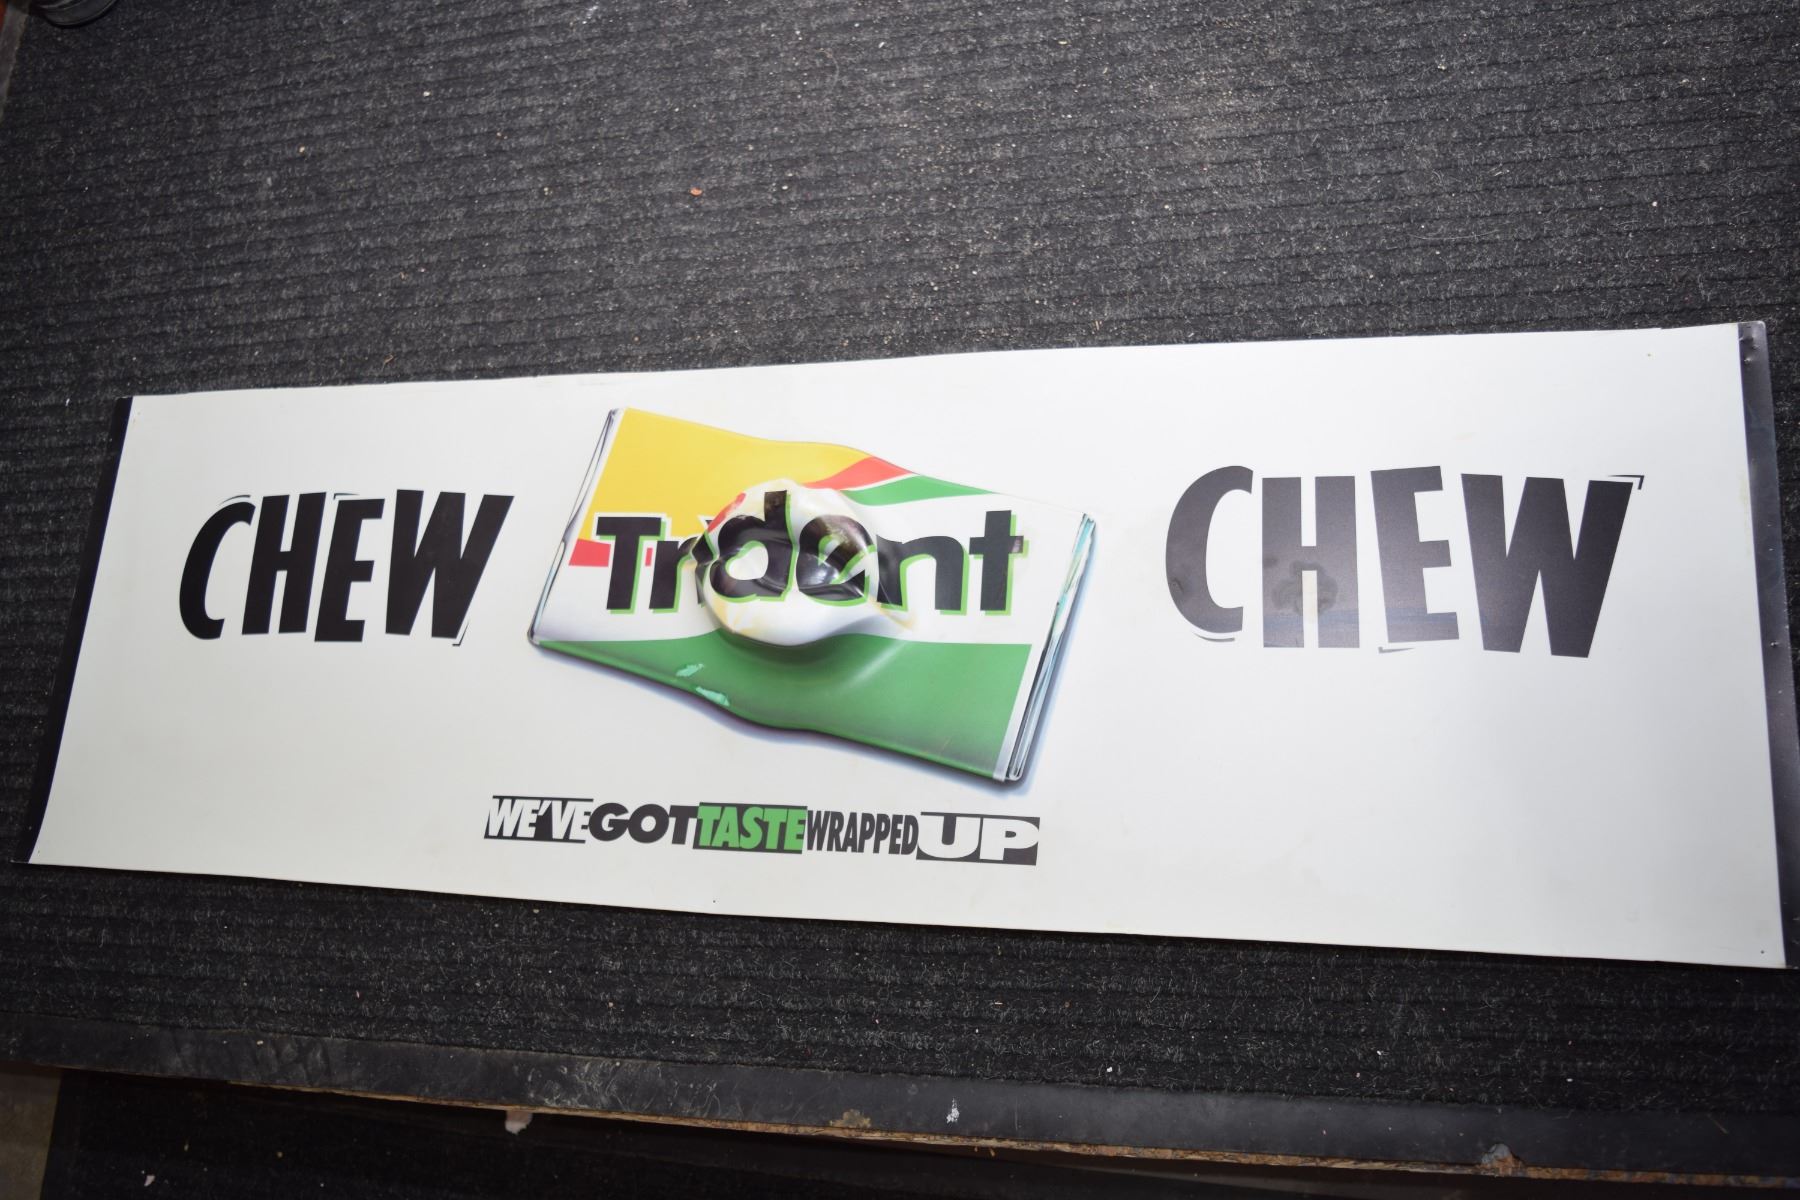 CHEW Trident CHEW
WE'VE GOT TASTE WRAPPED UP